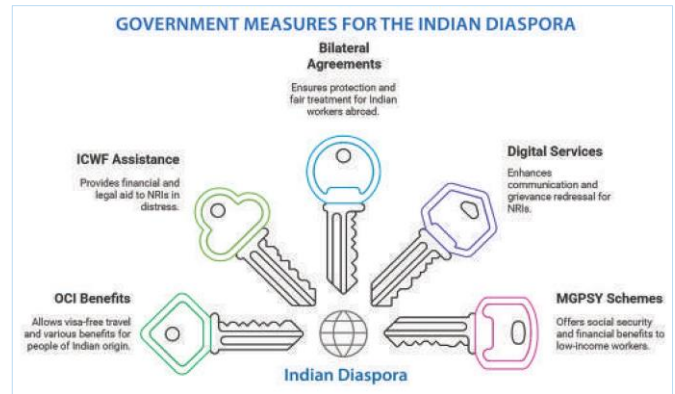 GOVERNMENT MEASURES FOR THE INDIAN DIASPORA
Bilateral
Agreements
Ensures protection and
fair treatment for Indian
workers abroad.
ICWF Assistance
Provides financial and
legal aid to NRIs in
distress.
Digital Services
Enhances
communication and
grievance redressal for
NRIs.
OCI Benefits
Allows visa-free travel
and various benefits for
people of Indian origin.
MGPSY Schemes
Offers social security
and financial benefits to
low-income workers.
Indian Diaspora